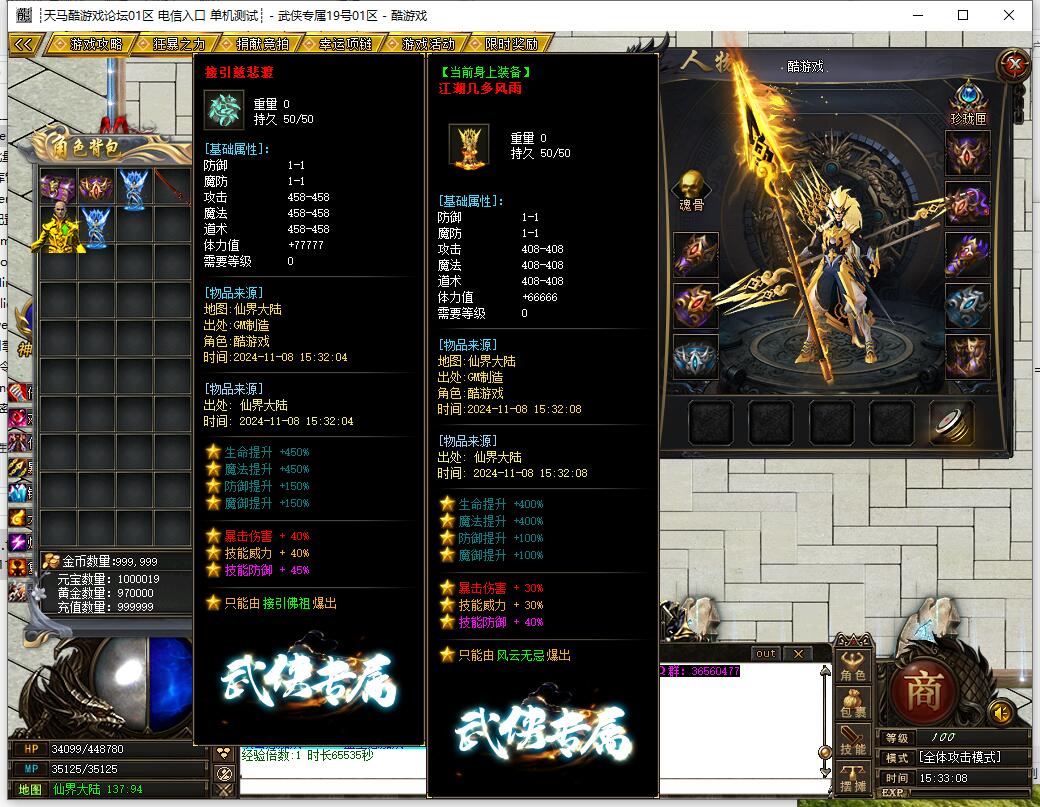 天马酷游戏论坛01区 电信入口 单机测试 - 武侠专属19号01区 - 酷游戏
游戏攻略
狂暴之力
捐献竞拍
幸运项链
游戏活动
限时奖励
角色背包
金币数量:999,999
元宝数量: 1000019
黄金数量: 970000
充值数量: 999999
接引慈悲渡
重量 0
持久 50/50
[基础属性]:
防御 1-1
魔防 1-1
攻击 458-458
魔法 458-458
道术 458-458
体力值 +77777
需要等级 0
[物品来源]
地图:仙界大陆
出处:GM制造
角色:酷游戏
时间:2024-11-08 15:32:04
[物品来源]
出处: 仙界大陆
时间: 2024-11-08 15:32:04
生命提升 +450%
魔法提升 +450%
防御提升 +150%
魔御提升 +150%
暴击伤害 + 40%
技能威力 + 40%
技能防御 + 45%
只能由接引佛祖爆出
武侠专属
【当前身上装备】
江湖几多风雨
重量 0
持久 50/50
[基础属性]:
防御 1-1
魔防 1-1
攻击 408-408
魔法 408-408
道术 408-408
体力值 +66666
需要等级 0
[物品来源]
地图:仙界大陆
出处:GM制造
角色:酷游戏
时间:2024-11-08 15:32:08
[物品来源]
出处: 仙界大陆
时间: 2024-11-08 15:32:08
生命提升 +400%
魔法提升 +400%
防御提升 +100%
魔御提升 +100%
暴击伤害 + 30%
技能威力 + 30%
技能防御 + 40%
只能由风云无忌爆出
武侠专属
人物
酷游戏
珍珑匣
魂骨
out
群: 36560477
经验倍数:1 时长65535秒
HP 34099/448780
MP 35125/35125
地图 仙界大陆 137:94
角色
包裹
技能
摆摊
商
等级 100
模式 [全体攻击模式]
时间 15:33:08
EXP